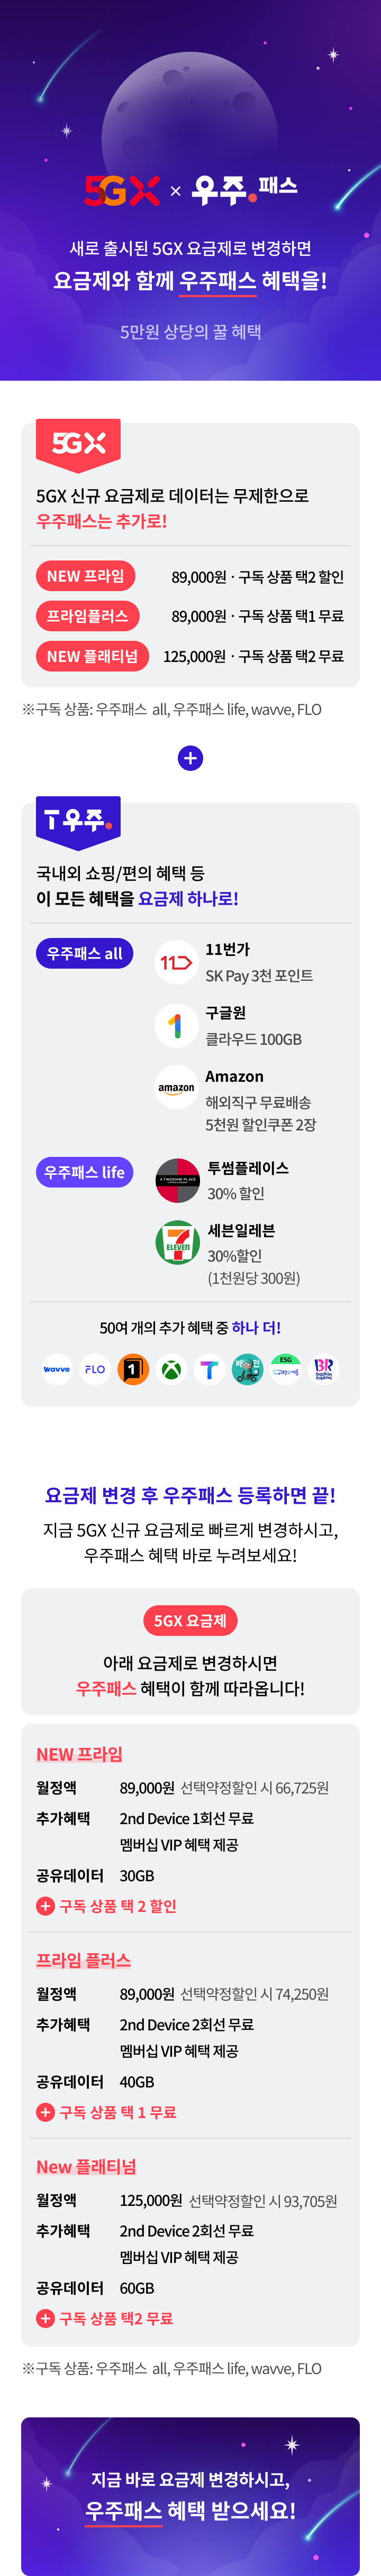 5GX × 우주.패스
새로 출시된 5GX 요금제로 변경하면
요금제와 함께 우주패스 혜택을!
5만원 상당의 꿀 혜택
5GX
5GX 신규 요금제로 데이터는 무제한으로
우주패스는 추가로!
NEW 프라임 89,000원 · 구독 상품 택2 할인
프라임플러스 89,000원 · 구독 상품 택1 무료
NEW 플래티넘 125,000원 · 구독 상품 택2 무료
※구독 상품: 우주패스 all, 우주패스 life, wavve, FLO
T우주.
국내외 쇼핑/편의 혜택 등
이 모든 혜택을 요금제 하나로!
우주패스 all
11
11번가
SK Pay 3천 포인트
1
구글원
클라우드 100GB
amazon
Amazon
해외직구 무료배송
5천원 할인쿠폰 2장
우주패스 life
A TWOSOME PLACE
투썸플레이스
30% 할인
7 ELEVEN
세븐일레븐
30%할인
(1천원당 300원)
50여 개의 추가 혜택 중 하나 더!
wavve FLO 1 T 배민 ESG BR baskin robbins
요금제 변경 후 우주패스 등록하면 끝!
지금 5GX 신규 요금제로 빠르게 변경하시고,
우주패스 혜택 바로 누려보세요!
5GX 요금제
아래 요금제로 변경하시면
우주패스 혜택이 함께 따라옵니다!
NEW 프라임
월정액 89,000원 선택약정할인 시 66,725원
추가혜택 2nd Device 1회선 무료
멤버십 VIP 혜택 제공
공유데이터 30GB
+ 구독 상품 택 2 할인
프라임 플러스
월정액 89,000원 선택약정할인 시 74,250원
추가혜택 2nd Device 2회선 무료
멤버십 VIP 혜택 제공
공유데이터 40GB
+ 구독 상품 택 1 무료
New 플래티넘
월정액 125,000원 선택약정할인 시 93,705원
추가혜택 2nd Device 2회선 무료
멤버십 VIP 혜택 제공
공유데이터 60GB
+ 구독 상품 택2 무료
※구독 상품: 우주패스 all, 우주패스 life, wavve, FLO
지금 바로 요금제 변경하시고,
우주패스 혜택 받으세요!